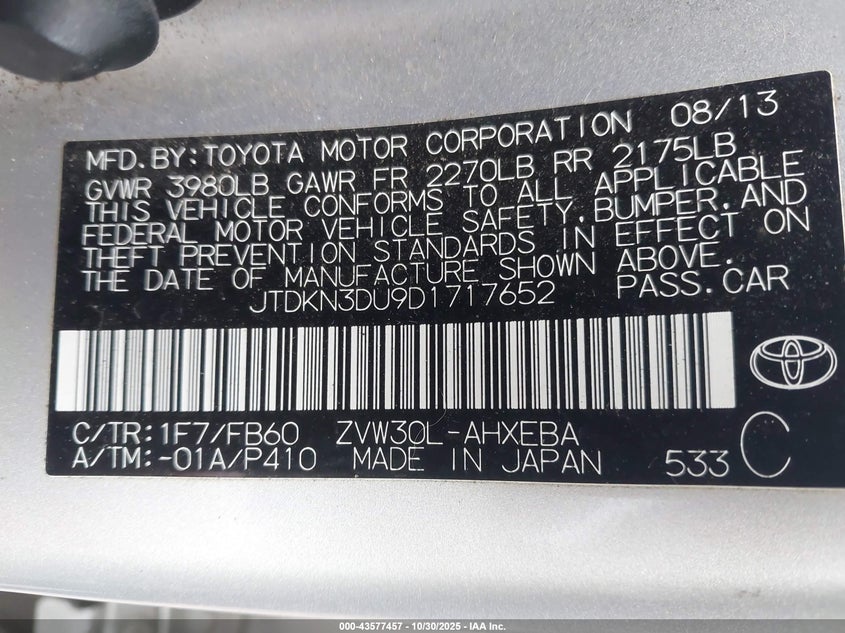 MFD.BY:TOYOTA MOTOR CORPORATION 08/13
GVWR 3980LB GAWR FR 2270LB RR 2175LB
THIS VEHICLE CONFORMS TO ALL APPLICABLE
FEDERAL MOTOR VEHICLE SAFETY,BUMPER,AND
THEFT PREVENTION STANDARDS IN EFFECT ON
THE DATE OF MANUFACTURE SHOWN ABOVE.
JTDKN3DU9D1717652 PASS.CAR
C/TR:1F7/FB60 ZVW30L-AHXEBA C
A/TM:-01A/P410 MADE IN JAPAN 533
000-43577457 - 10/30/2025 - IAA Inc.